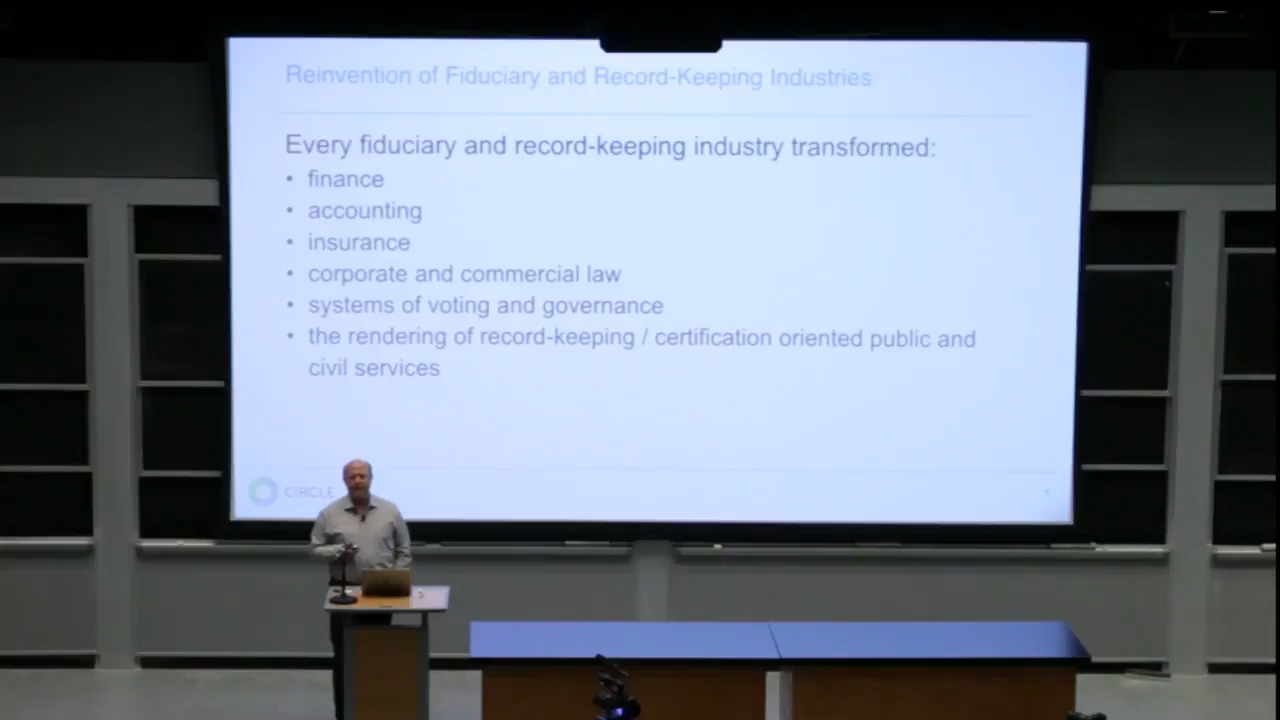 Reinvention of Fiduciary and Record-Keeping Industries
Every fiduciary and record-keeping industry transformed:
• finance
• accounting
• insurance
• corporate and commercial law
• systems of voting and governance
• the rendering of record-keeping / certification oriented public and
civil services
CIRCLE